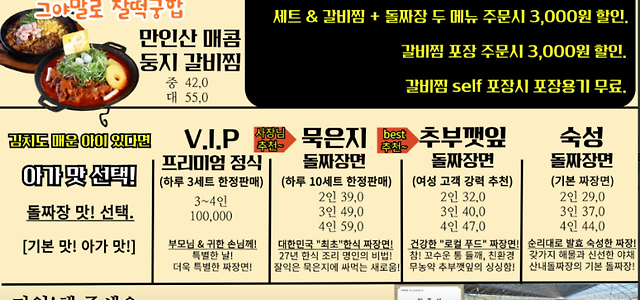 그야말로 찰떡궁합
만인산 매콤
둥지 갈비찜
중 42,0
대 55,0
세트 & 갈비찜 + 돌짜장 두 메뉴 주문시 3,000원 할인.
갈비찜 포장 주문시 3,000원 할인.
갈비찜 self 포장시 포장용기 무료.
김치도 매운 아이 있다면
아가 맛 선택!
돌짜장 맛! 선택.
[기본 맛! 아가 맛!]
V.I.P
프리미엄 정식
(하루 3세트 한정판매)
3~4인
100,000
부모님 & 귀한 손님께!
특별한 날!
더욱 특별한 짜장면!
사장님
추천~
묵은지
돌짜장면
(하루 10세트 한정판매)
2인 39,0
3인 49,0
4인 59,0
대한민국 "최초"한식 짜장면!
27년 한식 조리 명인의 비법!
잘익은 묵은지에 싸먹는 새로움!
best
추천~
추부깻잎
돌짜장면
(여성 고객 강력 추천)
2인 32,0
3인 40,0
4인 47,0
건강한 "로컬 푸드" 짜장면!
참! 꼬수운 통 들깨, 친환경
무농약 추부깻잎의 싱싱함!
숙성
돌짜장면
(기본 짜장면)
2인 29,0
3인 37,0
4인 44,0
순리대로 발효 숙성한 짜장!
갖가지 해물과 신선한 야채
산내돌짜장의 기본 돌짜장!